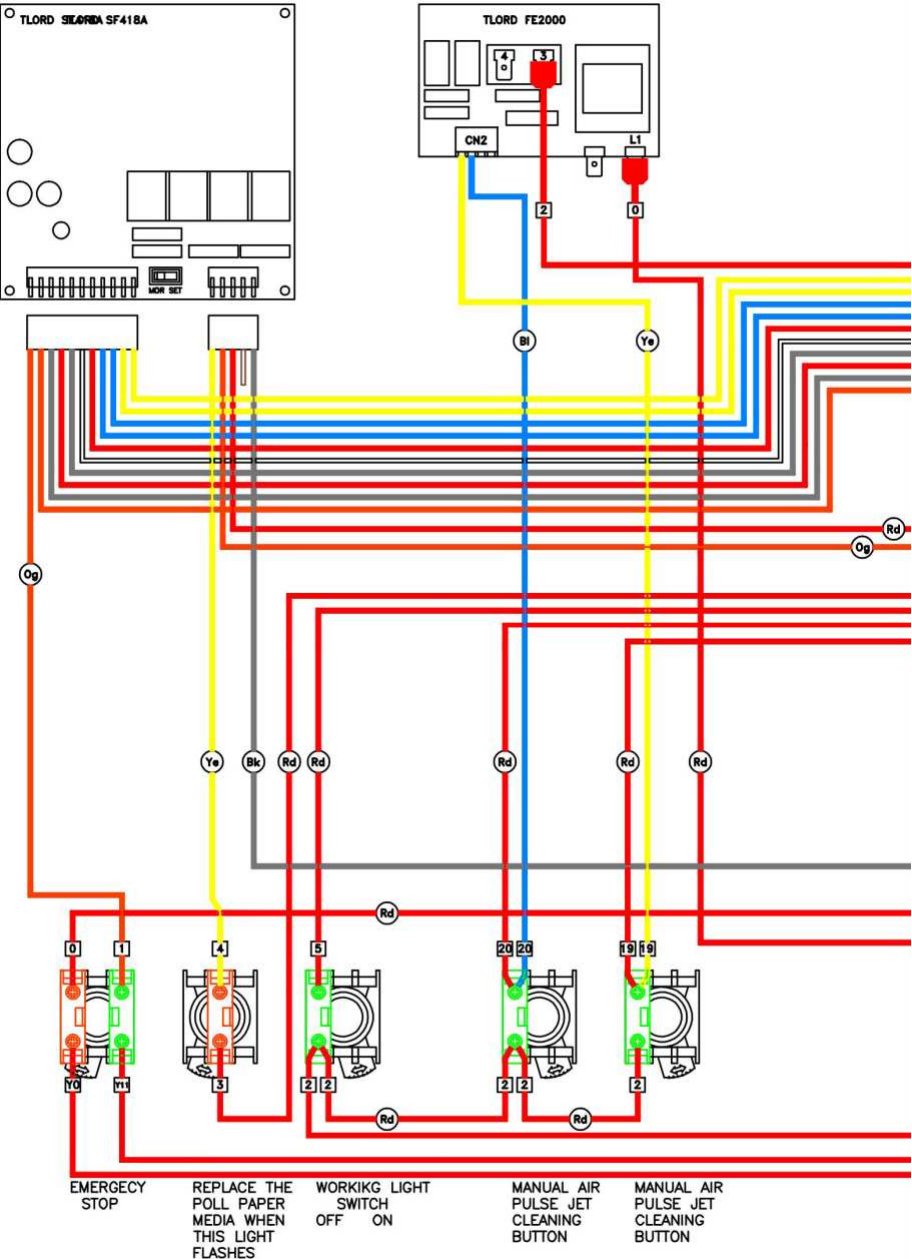 TLORD SF418A
TLORD FE2000
4
3
CN2
L1
2
0
MOR SET
Bl
Ye
Rd
Og
Og
Ye
Bk
Rd
Rd
Rd
Rd
Rd
Rd
0
1
4
5
20
20
19
19
Y0
Y11
3
2
2
2
2
2
Rd
Rd
EMERGECY
STOP
REPLACE THE
POLL PAPER
MEDIA WHEN
THIS LIGHT
FLASHES
WORKIKG LIGHT
SWITCH
OFF ON
MANUAL AIR
PULSE JET
CLEANING
BUTTON
MANUAL AIR
PULSE JET
CLEANING
BUTTON